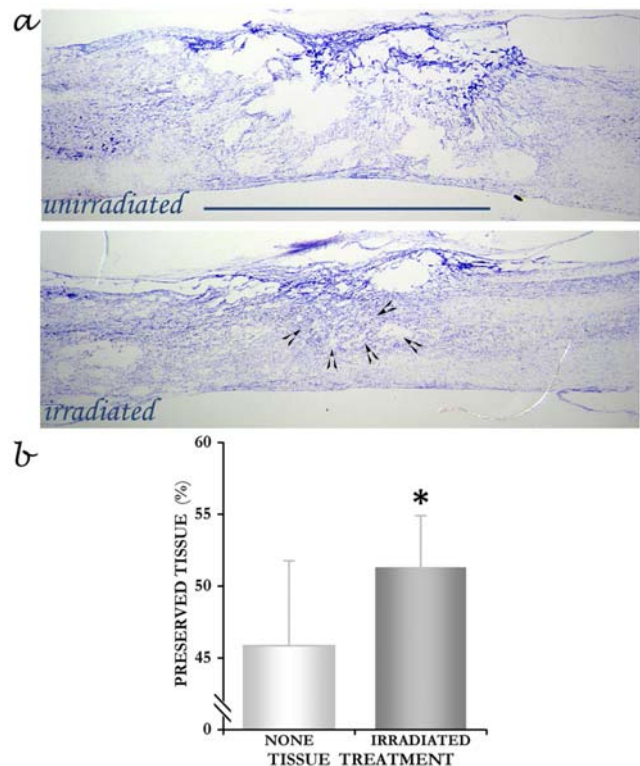 a
unirradiated
irradiated
b
PRESERVED TISSUE (%)
60
55
50
45
0
*
NONE IRRADIATED
TISSUE TREATMENT